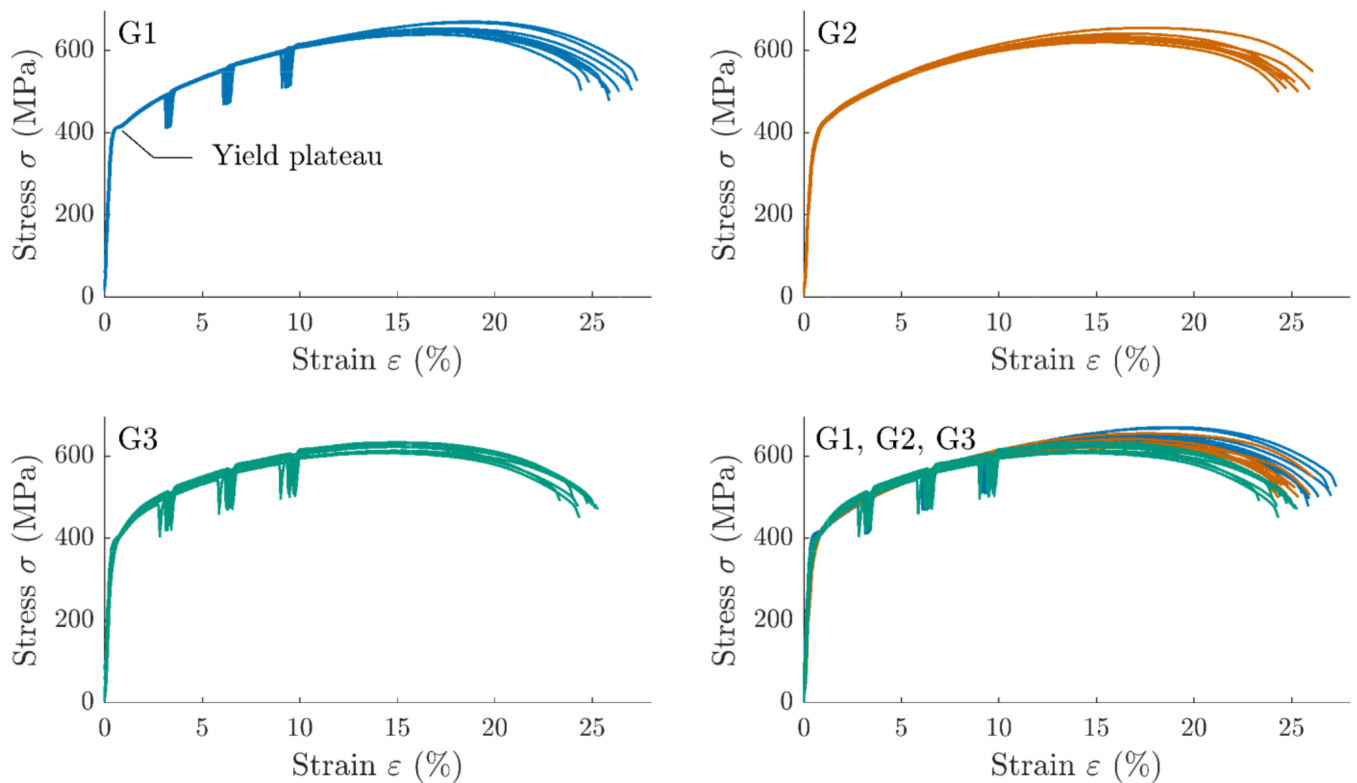 G1
600
400
200
0
Stress σ (MPa)
Yield plateau
0 5 10 15 20 25
Strain ε (%)
G2
600
400
200
0
Stress σ (MPa)
0 5 10 15 20 25
Strain ε (%)
G3
600
400
200
0
Stress σ (MPa)
0 5 10 15 20 25
Strain ε (%)
G1, G2, G3
600
400
200
0
Stress σ (MPa)
0 5 10 15 20 25
Strain ε (%)